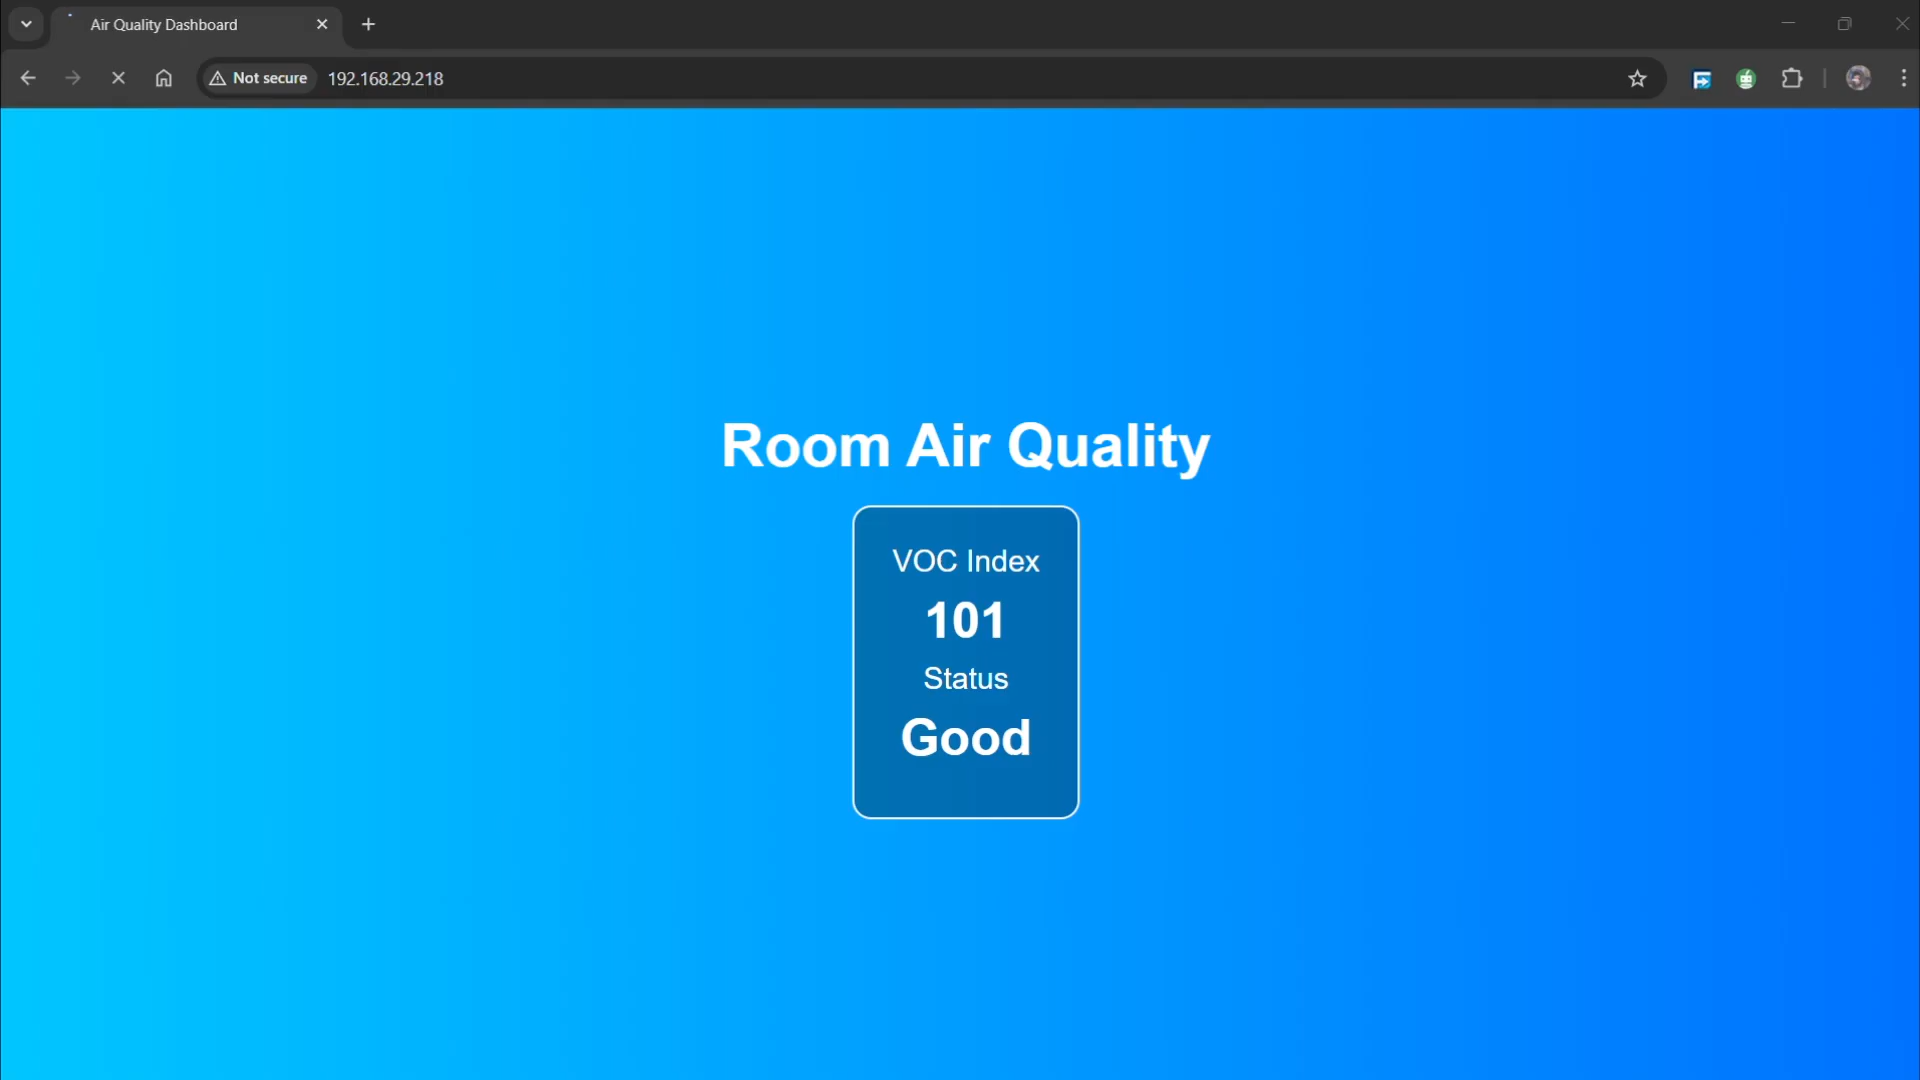 Air Quality Dashboard
Not secure
192.168.29.218
Room Air Quality
VOC Index
101
Status
Good